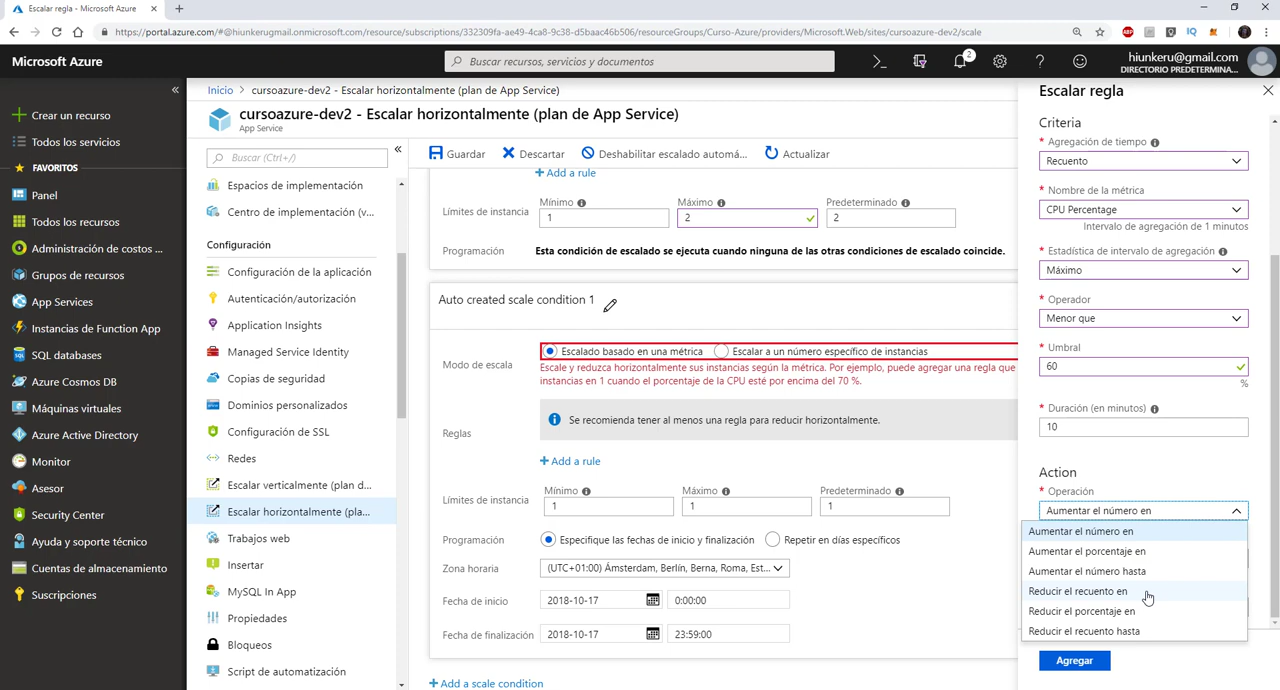 Escalar regla - Microsoft Azure
https://portal.azure.com/#@hiunkerugmail.onmicrosoft.com/resource/subscriptions/332309fa-ae49-4ca8-9c38-d5baac46b506/resourceGroups/Curso-Azure/providers/Microsoft.Web/sites/cursoazure-dev2/scale
Microsoft Azure
Buscar recursos, servicios y documentos
2
hiunkeru@gmail.com
DIRECTORIO PREDETERMINA...
Crear un recurso
Todos los servicios
FAVORITOS
Panel
Todos los recursos
Administración de costos ...
Grupos de recursos
App Services
Instancias de Function App
SQL databases
Azure Cosmos DB
Máquinas virtuales
Azure Active Directory
Monitor
Asesor
Security Center
Ayuda y soporte técnico
Cuentas de almacenamiento
Suscripciones
Inicio > cursoazure-dev2 - Escalar horizontalmente (plan de App Service)
cursoazure-dev2 - Escalar horizontalmente (plan de App Service)
App Service
Buscar (Ctrl+/)
Espacios de implementación
Centro de implementación (v...
Configuración
Configuración de la aplicación
Autenticación/autorización
Application Insights
Managed Service Identity
Copias de seguridad
Dominios personalizados
Configuración de SSL
Redes
Escalar verticalmente (plan d...
Escalar horizontalmente (pla...
Trabajos web
Insertar
MySQL In App
Propiedades
Bloqueos
Script de automatización
Guardar
Descartar
Deshabilitar escalado automá...
Actualizar
+ Add a rule
Límites de instancia
Mínimo
1
Máximo
2
Predeterminado
2
Programación
Esta condición de escalado se ejecuta cuando ninguna de las otras condiciones de escalado coincide.
Auto created scale condition 1
Modo de escala
Escalado basado en una métrica
Escalar a un número específico de instancias
Escale y reduzca horizontalmente sus instancias según la métrica. Por ejemplo, puede agregar una regla que
instancias en 1 cuando el porcentaje de la CPU esté por encima del 70 %.
Reglas
Se recomienda tener al menos una regla para reducir horizontalmente.
+ Add a rule
Límites de instancia
Mínimo
1
Máximo
1
Predeterminado
1
Programación
Especifique las fechas de inicio y finalización
Repetir en días específicos
Zona horaria
(UTC+01:00) Ámsterdam, Berlín, Berna, Roma, Est...
Fecha de inicio
2018-10-17
0:00:00
Fecha de finalización
2018-10-17
23:59:00
+ Add a scale condition
Escalar regla
Criteria
* Agregación de tiempo
Recuento
* Nombre de la métrica
CPU Percentage
Intervalo de agregación de 1 minutos
* Estadística de intervalo de agregación
Máximo
* Operador
Menor que
* Umbral
60
%
* Duración (en minutos)
10
Action
* Operación
Aumentar el número en
Aumentar el número en
Aumentar el porcentaje en
Aumentar el número hasta
Reducir el recuento en
Reducir el porcentaje en
Reducir el recuento hasta
Agregar